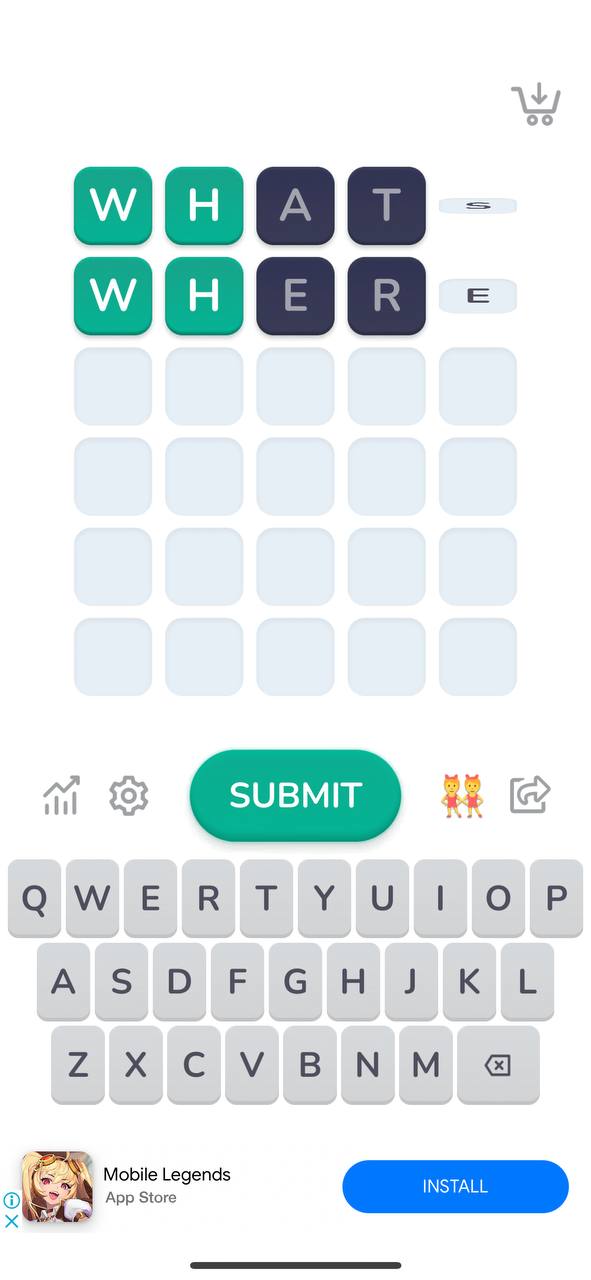 W H A T S
W H E R E
SUBMIT
Q W E R T Y U I O P
A S D F G H J K L
Z X C V B N M
Mobile Legends
App Store
INSTALL